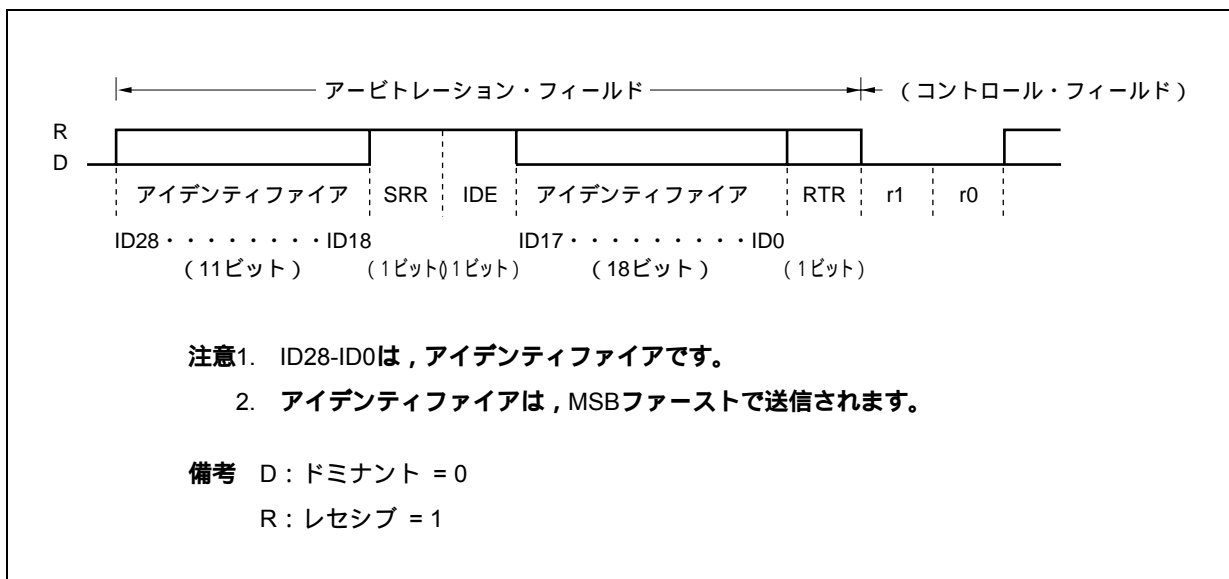 アービトレーション・フィールド （コントロール・フィールド）
R
D
アイデンティファイア SRR IDE アイデンティファイア RTR r1 r0
ID28・・・・・・・・ID18 ID17・・・・・・・・・ID0
（11ビット） （1ビット）（1ビット） （18ビット） （1ビット）
注意1. ID28-ID0は，アイデンティファイアです。
2. アイデンティファイアは，MSBファーストで送信されます。
備考 D：ドミナント = 0
R：レセシブ = 1